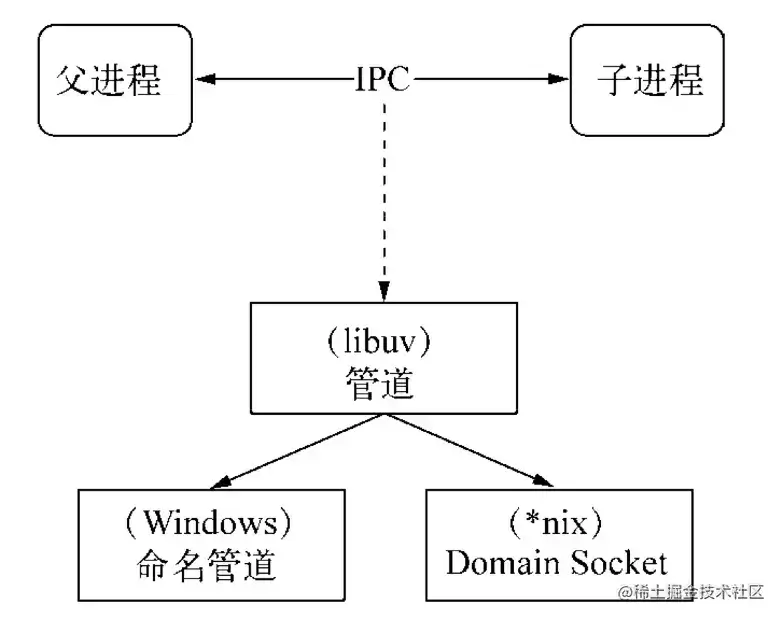 父进程
IPC
子进程
(libuv)
管道
(Windows)
命名管道
(*nix)
Domain Socket
@稀土掘金技术社区